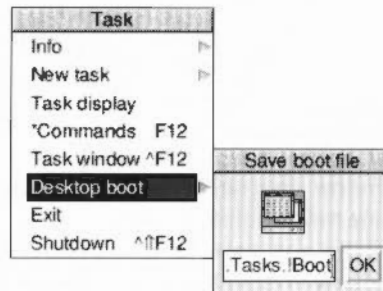 Task
Info
New task
Task display
*Commands F12
Task window ^F12
Desktop boot
Exit
Shutdown ^⇧F12
Save boot file
.Tasks.!Boot
OK